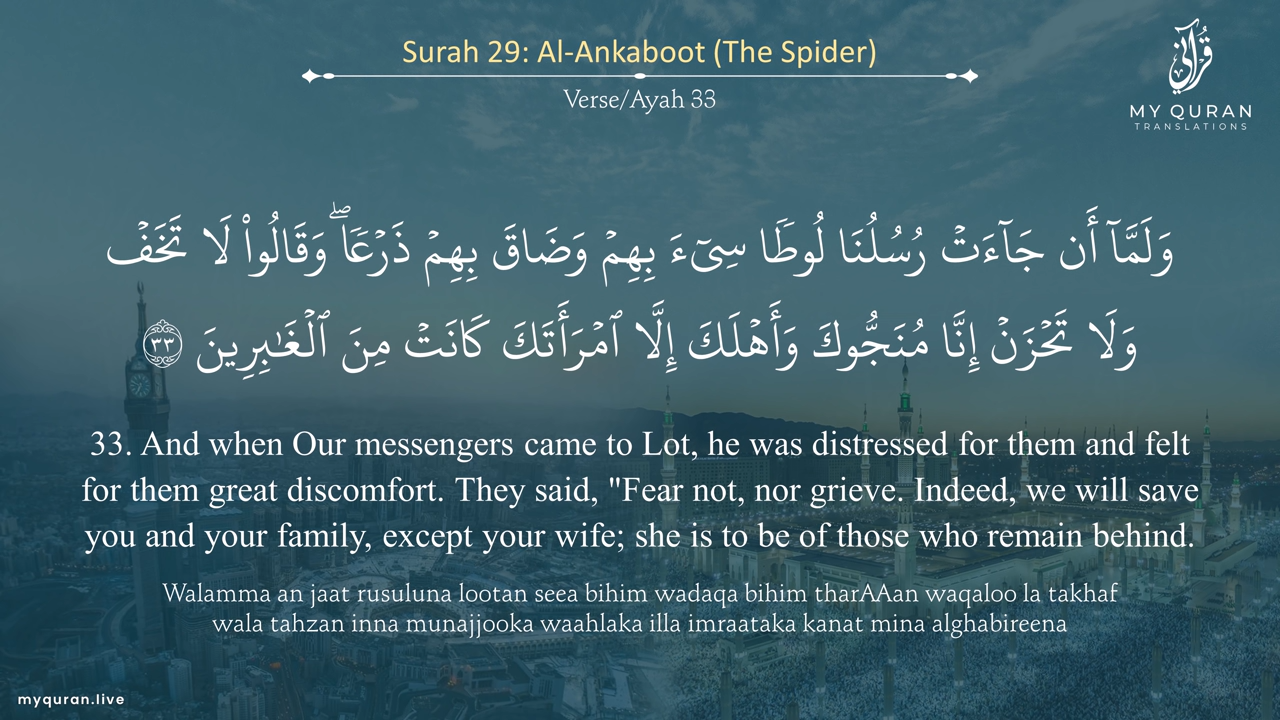 Surah 29: Al-Ankaboot (The Spider)
Verse/Ayah 33
قرآني
MY QURAN
TRANSLATIONS
وَلَمَّآ أَن جَآءَتْ رُسُلُنَا لُوطًا سِىٓءَ بِهِمْ وَضَاقَ بِهِمْ ذَرْعًا ۖ وَقَالُوا۟ لَا تَخَفْ
وَلَا تَحْزَنْ إِنَّا مُنَجُّوكَ وَأَهْلَكَ إِلَّا ٱمْرَأَتَكَ كَانَتْ مِنَ ٱلْغَـٰبِرِينَ ٣٣
33. And when Our messengers came to Lot, he was distressed for them and felt
for them great discomfort. They said, "Fear not, nor grieve. Indeed, we will save
you and your family, except your wife; she is to be of those who remain behind.
Walamma an jaat rusuluna lootan seea bihim wadaqa bihim tharAAan waqaloo la takhaf
wala tahzan inna munajjooka waahlaka illa imraataka kanat mina alghabireena
myquran.live